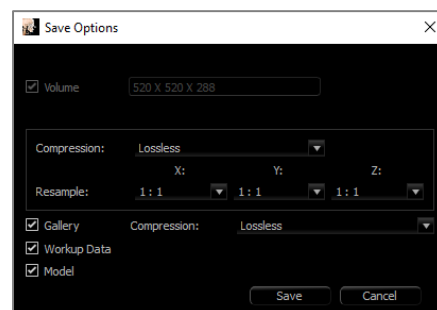 Save Options
Volume 520 X 520 X 288
Compression: Lossless
X: Y: Z:
Resample: 1 : 1 1 : 1 1 : 1
Gallery Compression: Lossless
Workup Data
Model
Save Cancel